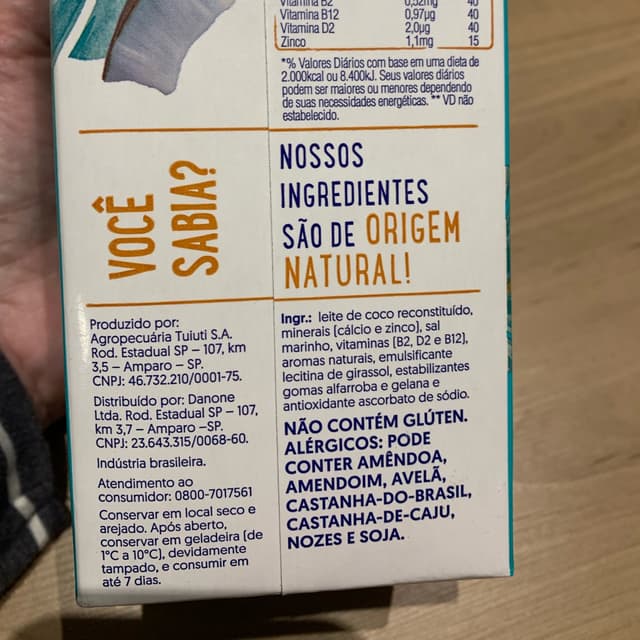 Vitamina B2 0,52mg 40
Vitamina B12 0,97µg 40
Vitamina D2 2,0µg 40
Zinco 1,1mg 15
*% Valores Diários com base em uma dieta de
2.000kcal ou 8.400kJ. Seus valores diários
podem ser maiores ou menores dependendo
de suas necessidades energéticas. ** VD não
estabelecido.
VOCÊ
SABIA?
NOSSOS
INGREDIENTES
SÃO DE ORIGEM
NATURAL!
Produzido por:
Agropecuária Tuiuti S.A.
Rod. Estadual SP – 107, km
3,5 – Amparo – SP.
CNPJ: 46.732.210/0001-75.
Distribuído por: Danone
Ltda. Rod. Estadual SP – 107,
km 3,7 – Amparo –SP.
CNPJ: 23.643.315/0068-60.
Indústria brasileira.
Atendimento ao
consumidor: 0800-7017561
Conservar em local seco e
arejado. Após aberto,
conservar em geladeira (de
1°C a 10°C), devidamente
tampado, e consumir em
até 7 dias.
Ingr.: leite de coco reconstituído,
minerais (cálcio e zinco), sal
marinho, vitaminas (B2, D2 e B12),
aromas naturais, emulsificante
lecitina de girassol, estabilizantes
gomas alfarroba e gelana e
antioxidante ascorbato de sódio.
NÃO CONTÉM GLÚTEN.
ALÉRGICOS: PODE
CONTER AMÊNDOA,
AMENDOIM, AVELÃ,
CASTANHA-DO-BRASIL,
CASTANHA-DE-CAJU,
NOZES E SOJA.